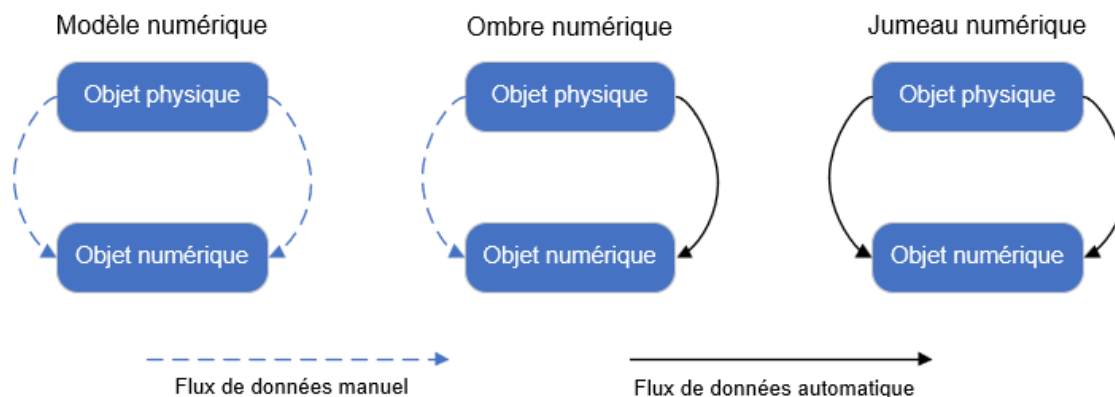 Modèle numérique
Ombre numérique
Jumeau numérique
Objet physique
Objet physique
Objet physique
Objet numérique
Objet numérique
Objet numérique
Flux de données manuel
Flux de données automatique